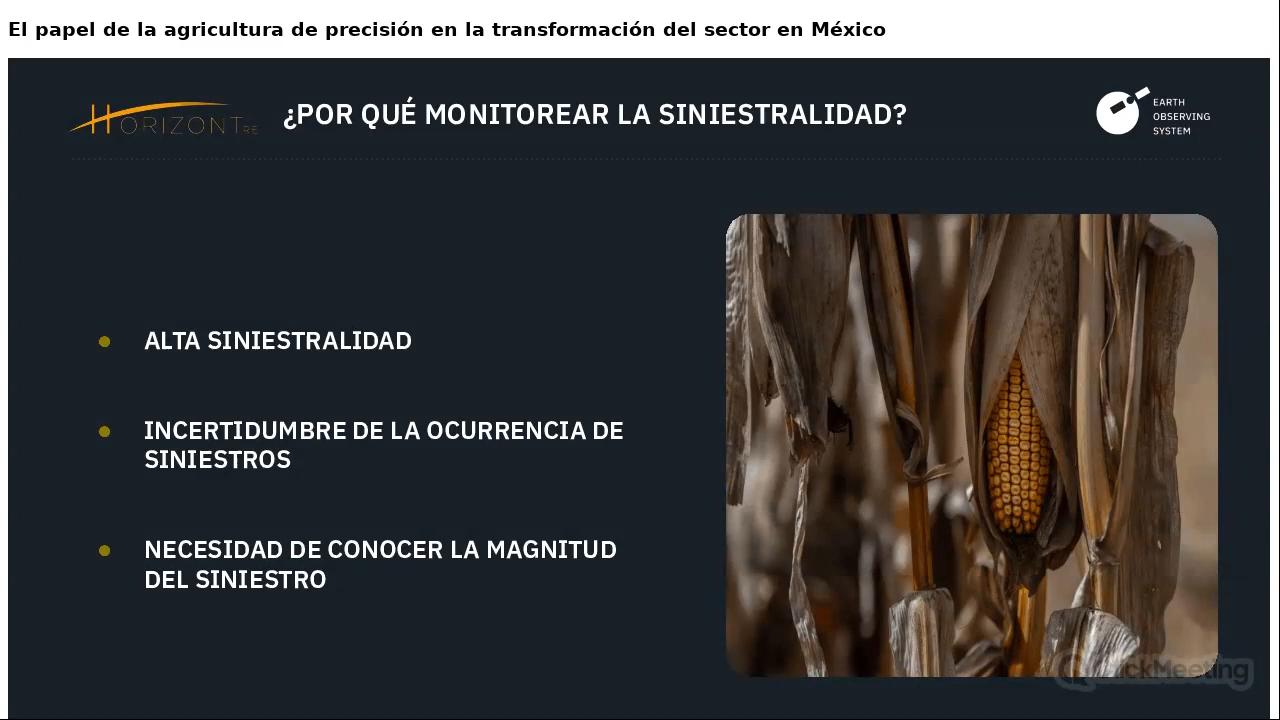 El papel de la agricultura de precisión en la transformación del sector en México
HORIZONT RE
¿POR QUÉ MONITOREAR LA SINIESTRALIDAD?
EARTH
OBSERVING
SYSTEM
ALTA SINIESTRALIDAD
INCERTIDUMBRE DE LA OCURRENCIA DE
SINIESTROS
NECESIDAD DE CONOCER LA MAGNITUD
DEL SINIESTRO
ClickMeeting